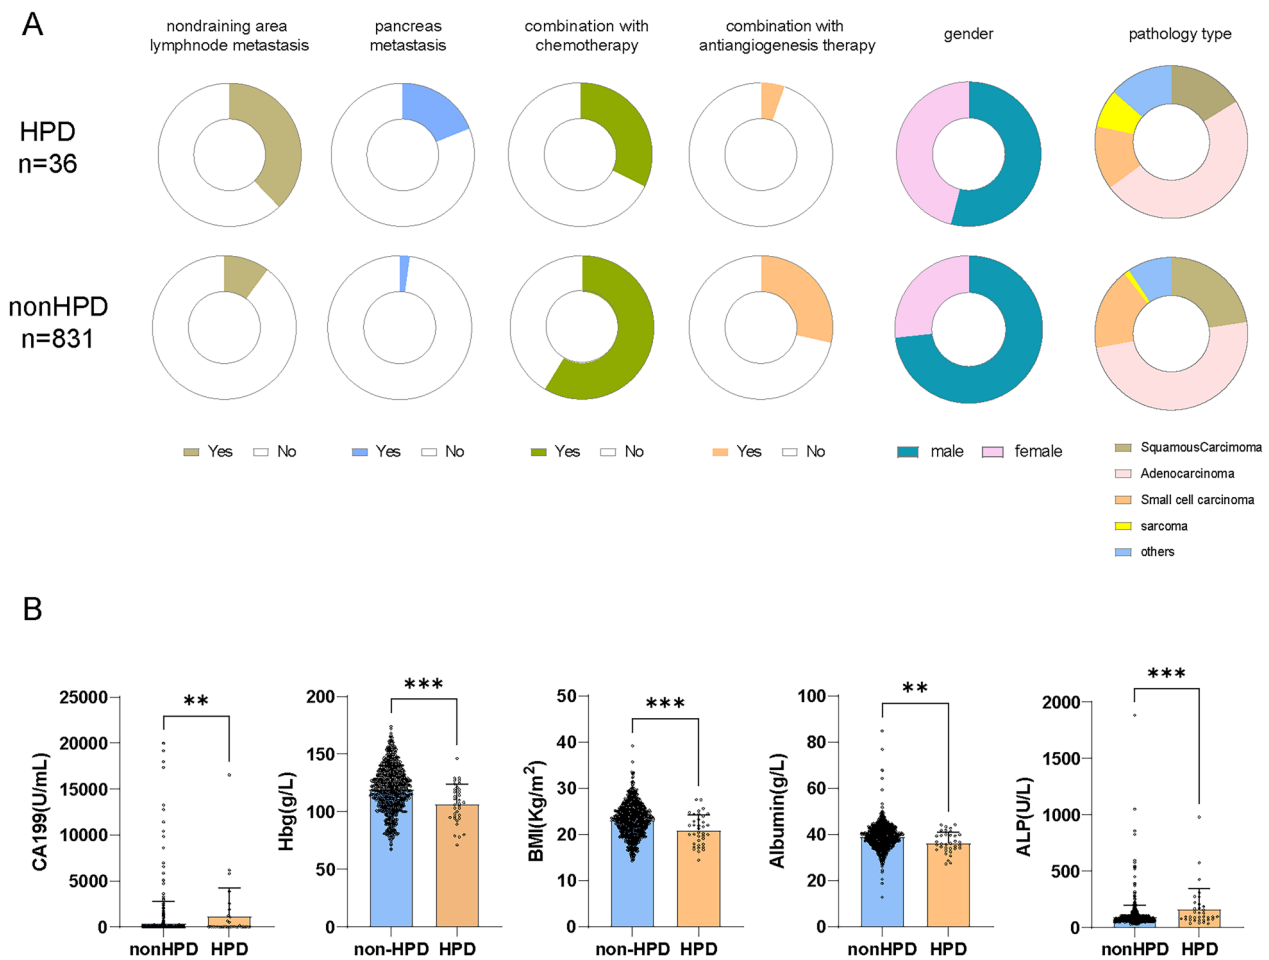 A
nondraining area
lymphnode metastasis
pancreas
metastasis
combination with
chemotherapy
combination with
antiangiogenesis therapy
gender
pathology type
HPD
n=36
nonHPD
n=831
Yes No
Yes No
Yes No
Yes No
male female
SquamousCarcimoma
Adenocarcinoma
Small cell carcinoma
sarcoma
others
B
CA199(U/mL)
25000
20000
15000
10000
5000
0
**
nonHPD HPD
Hbg(g/L)
200
150
100
50
0
***
non-HPD HPD
BMI(Kg/m²)
50
40
30
20
10
0
***
non-HPD HPD
Albumin(g/L)
100
80
60
40
20
0
**
non-HPD HPD
ALP(U/L)
2000
1500
1000
500
0
***
nonHPD HPD